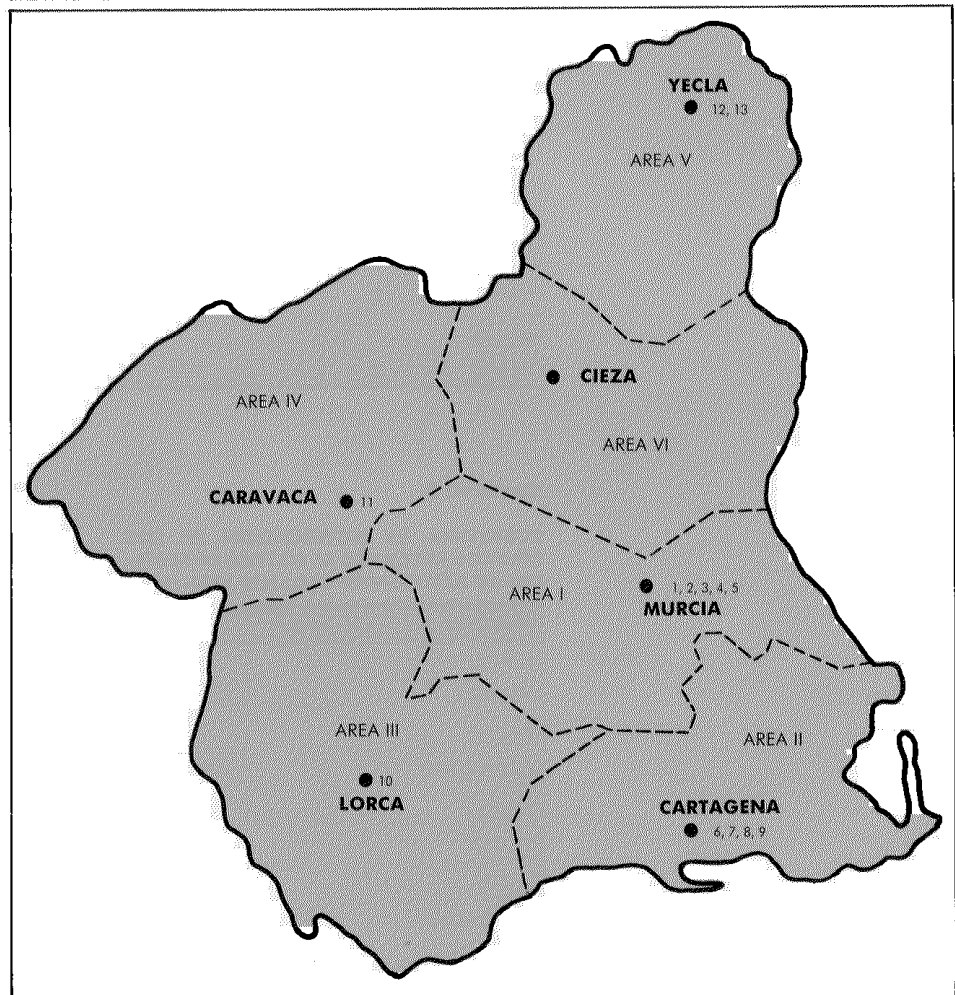 YECLA
12, 13
AREA V
CIEZA
AREA IV
AREA VI
CARAVACA
11
AREA I
1, 2, 3, 4, 5
MURCIA
AREA III
AREA II
10
LORCA
CARTAGENA
6, 7, 8, 9